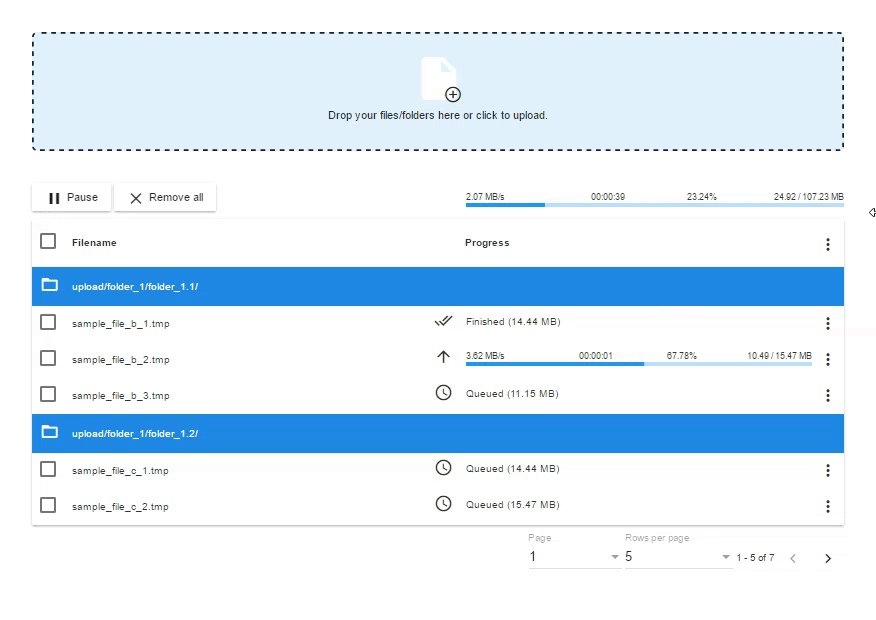 Drop your files/folders here or click to upload.
Pause Remove all 2.07 MB/s 00:00:39 23.24% 24.92 / 107.23 MB
Filename Progress
upload/folder_1/folder_1.1/
sample_file_b_1.tmp Finished (14.44 MB)
sample_file_b_2.tmp 3.62 MB/s 00:00:01 67.78% 10.49 / 15.47 MB
sample_file_b_3.tmp Queued (11.15 MB)
upload/folder_1/folder_1.2/
sample_file_c_1.tmp Queued (14.44 MB)
sample_file_c_2.tmp Queued (15.47 MB)
Page Rows per page
1 5 1 - 5 of 7